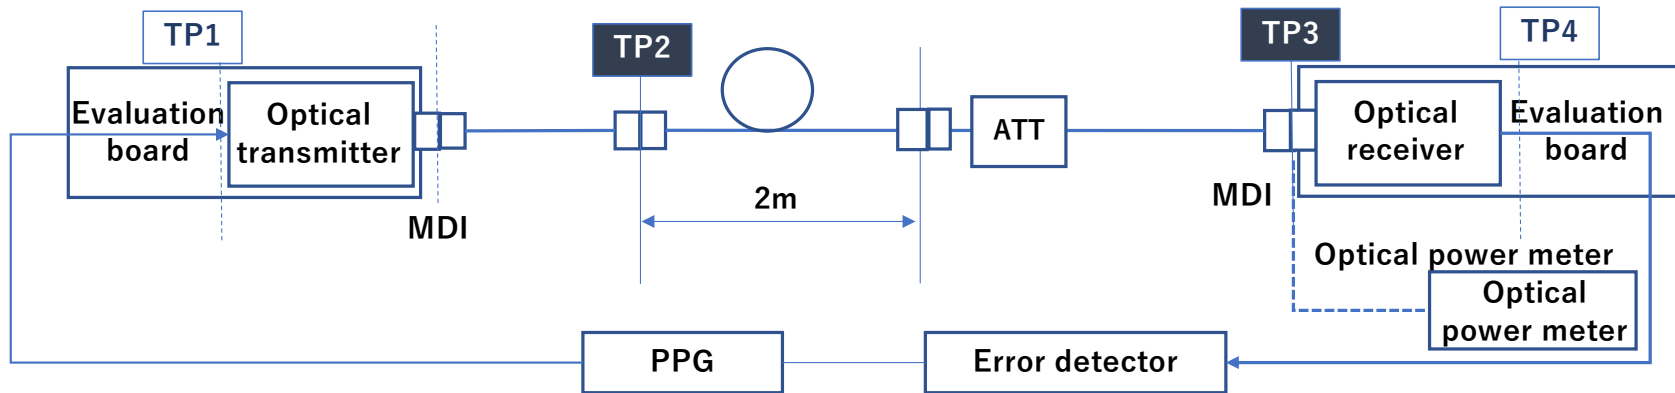 TP1
TP2
TP3
TP4
Evaluation
board
Optical
transmitter
MDI
2m
ATT
MDI
Optical
receiver
Evaluation
board
Optical power meter
Optical
power meter
PPG
Error detector